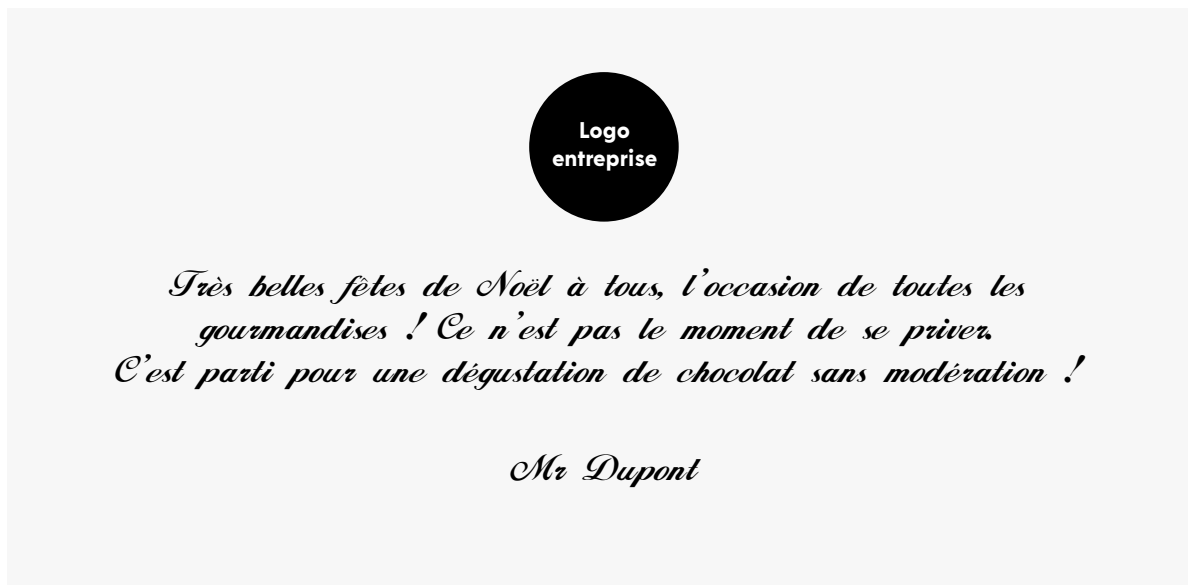 Logo
entreprise
Très belles fêtes de Noël à tous, l'occasion de toutes les
gourmandises ! Ce n'est pas le moment de se priver.
C'est parti pour une dégustation de chocolat sans modération !
Mr Dupont